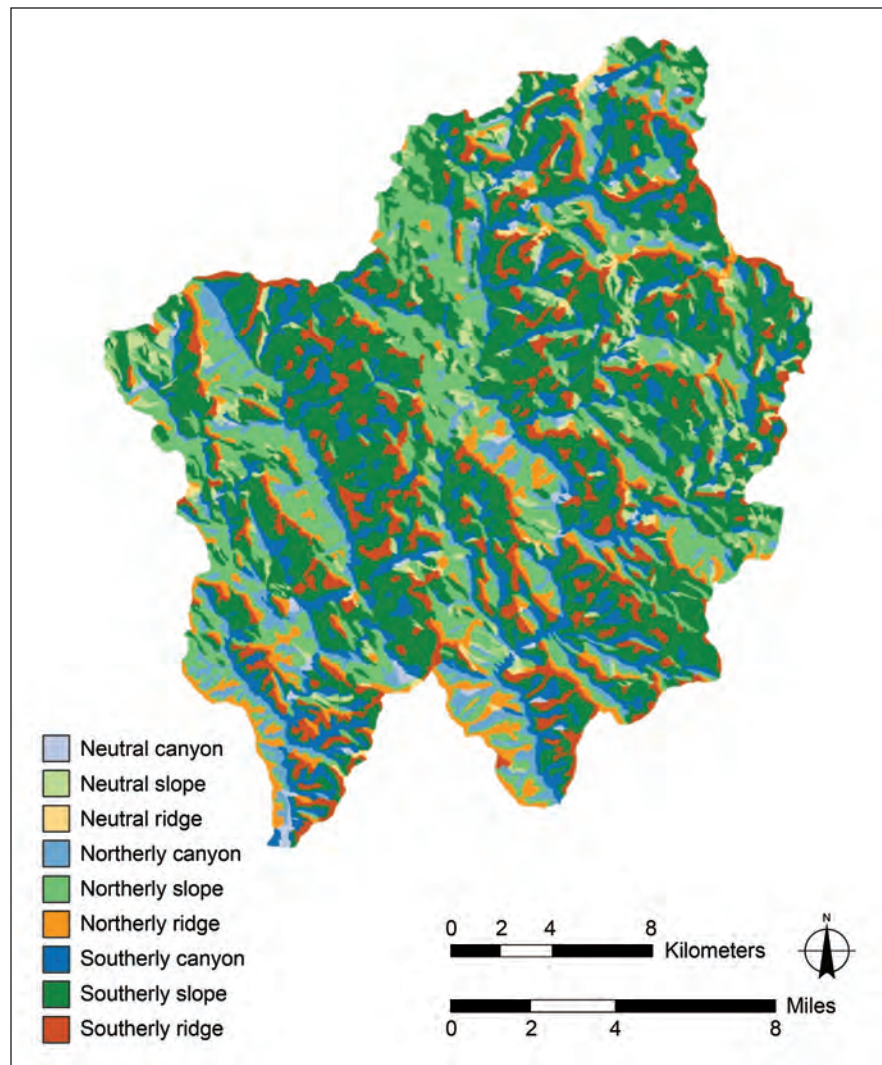 Neutral canyon
Neutral slope
Neutral ridge
Northerly canyon
Northerly slope
Northerly ridge
Southerly canyon
Southerly slope
Southerly ridge
0 2 4 8
Kilometers
N
Miles
0 2 4 8